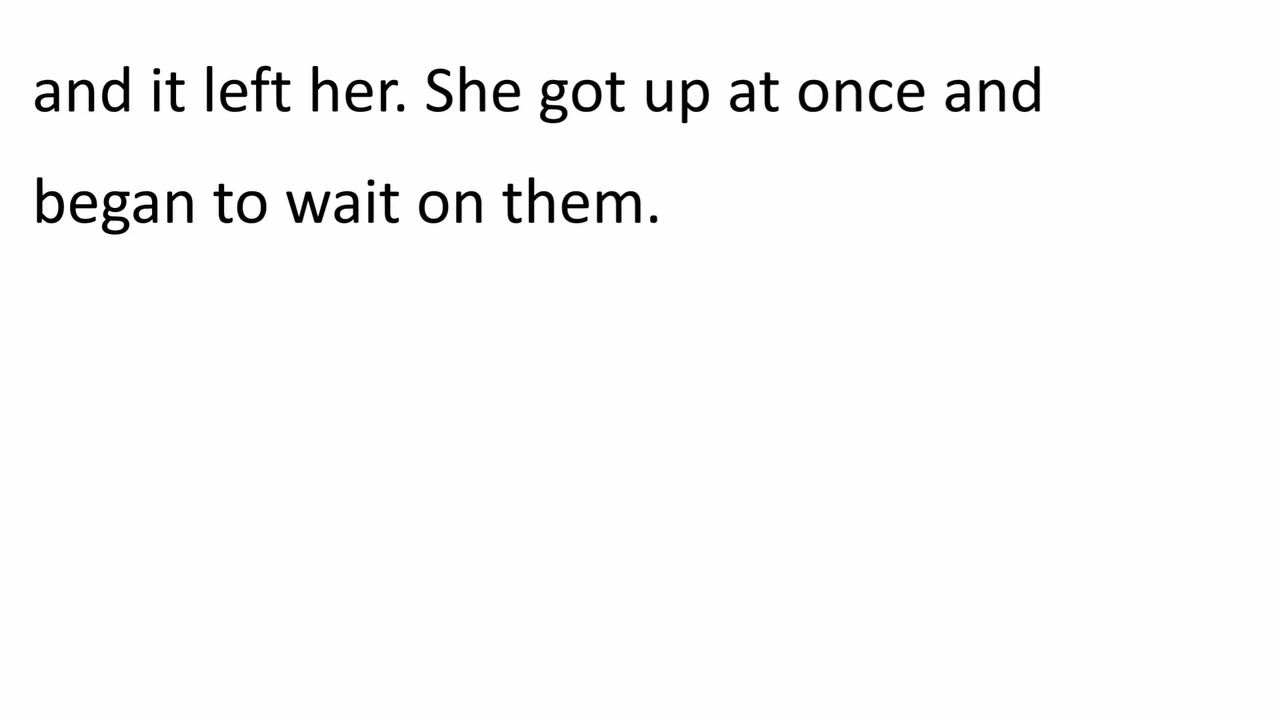 and it left her. She got up at once and
began to wait on them.